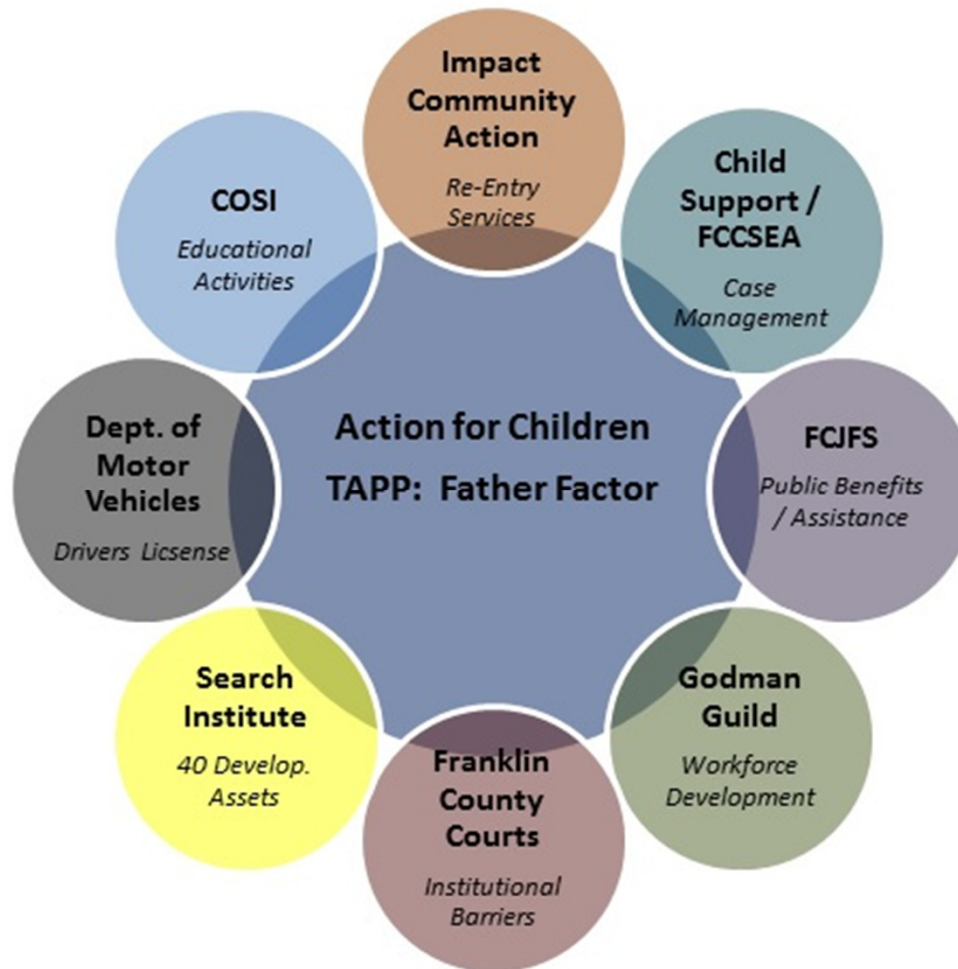 Impact
Community
Action
Re-Entry
Services
Child
Support /
FCCSEA
Case
Management
COSI
Educational
Activities
Action for Children
TAPP: Father Factor
FCJFS
Public Benefits
/ Assistance
Dept. of
Motor
Vehicles
Drivers Licsense
Godman
Guild
Workforce
Development
Search
Institute
40 Develop.
Assets
Franklin
County
Courts
Institutional
Barriers